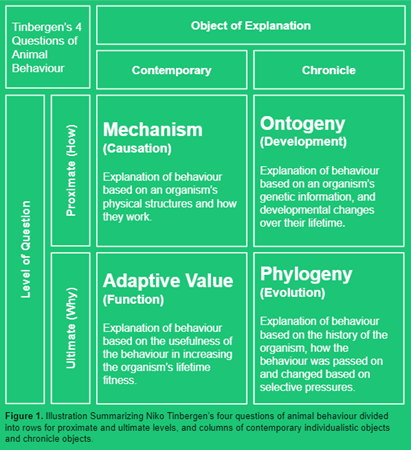 Tinbergen's 4
Questions of
Animal
Behaviour
Object of Explanation
Contemporary
Chronicle
Level of Question
Proximate (How)
Mechanism
(Causation)
Explanation of behaviour
based on an organism's
physical structures and how
they work.
Ontogeny
(Development)
Explanation of behaviour
based on an organism's
genetic information, and
developmental changes
over their lifetime.
Ultimate (Why)
Adaptive Value
(Function)
Explanation of behaviour
based on the usefulness of
the behaviour in increasing
the organism's lifetime
fitness.
Phylogeny
(Evolution)
Explanation of behaviour
based on the history of the
organism, how the
behaviour was passed on
and changed based on
selective pressures.
Figure 1. Illustration Summarizing Niko Tinbergen's four questions of animal behaviour divided
into rows for proximate and ultimate levels, and columns of contemporary individualistic objects
and chronicle objects.